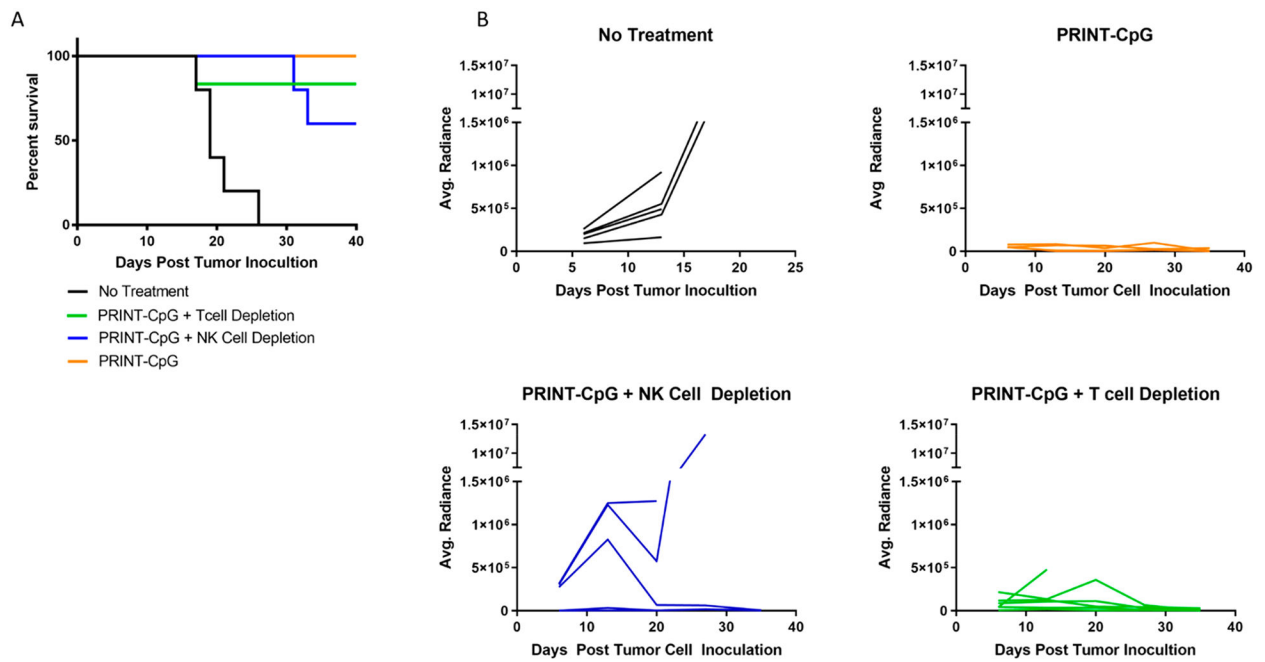 A
100
50
0
Percent survival
0 10 20 30 40
Days Post Tumor Inocultion
No Treatment
PRINT-CpG + Tcell Depletion
PRINT-CpG + NK Cell Depletion
PRINT-CpG
B
No Treatment
1.5×10⁷
1×10⁷
1.5×10⁶
1×10⁶
5×10⁵
0
Avg. Radiance
0 5 10 15 20 25
Days Post Tumor Inocultion
PRINT-CpG
1.5×10⁷
1×10⁷
1.5×10⁶
1×10⁶
5×10⁵
0
Avg Radiance
0 10 20 30 40
Days Post Tumor Cell Inoculation
PRINT-CpG + NK Cell Depletion
1.5×10⁷
1×10⁷
1.5×10⁶
1×10⁶
5×10⁵
0
Avg. Radiance
0 10 20 30 40
Days Post Tumor Cell Inoculation
PRINT-CpG + T cell Depletion
1.5×10⁷
1×10⁷
1.5×10⁶
1×10⁶
5×10⁵
0
Avg. Radiance
0 10 20 30 40
Days Post Tumor Cell Inoculation